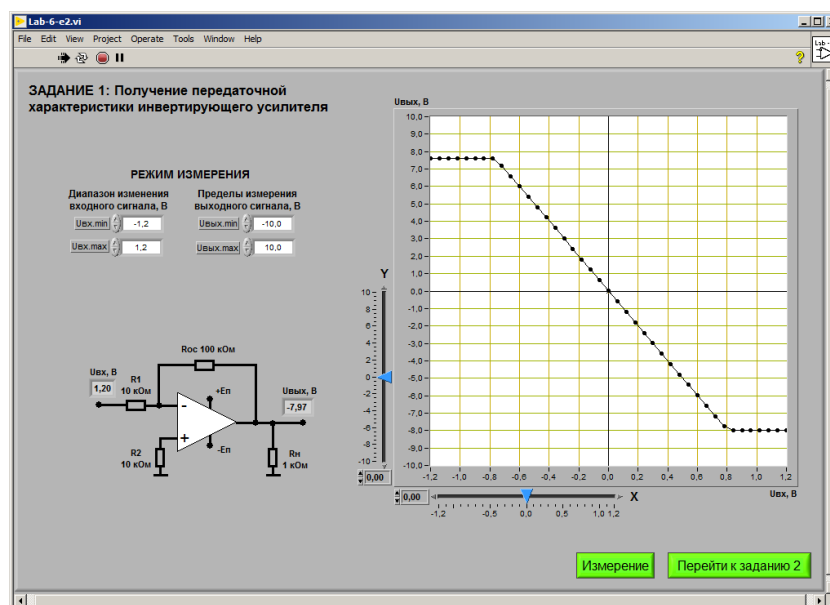 Lab-6-e2.vi
File Edit View Project Operate Tools Window Help
Lab -
ЗАДАНИЕ 1: Получение передаточной
характеристики инвертирующего усилителя
РЕЖИМ ИЗМЕРЕНИЯ
Диапазон изменения
входного сигнала, В
Uвх.min -1,2
Uвх.max 1,2
Пределы измерения
выходного сигнала, В
Uвых.min -10,0
Uвых.max 10,0
Uвых, В
10,0
9,0
8,0
7,0
6,0
5,0
4,0
3,0
2,0
1,0
0,0
-1,0
-2,0
-3,0
-4,0
-5,0
-6,0
-7,0
-8,0
-9,0
-10,0
-1,2 -1,0 -0,8 -0,6 -0,4 -0,2 0,0 0,2 0,4 0,6 0,8 1,0 1,2
Uвх, В
Y
10
8
6
4
2
0
-2
-4
-6
-8
-10
0,00
0,00
X
-1,2 -0,5 0,0 0,5 1,0 1,2
Rос 100 кОм
Uвх, В
1,20
R1
10 кОм
+Еп
-
+
-Еп
Uвых, В
-7,97
R2
10 кОм
Rн
1 кОм
Измерение
Перейти к заданию 2